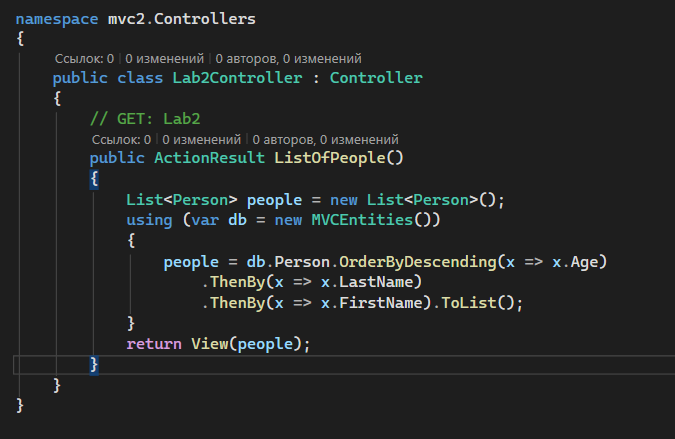 namespace mvc2.Controllers
{
Ссылок: 0 | 0 изменений | 0 авторов, 0 изменений
public class Lab2Controller : Controller
{
// GET: Lab2
Ссылок: 0 | 0 изменений | 0 авторов, 0 изменений
public ActionResult ListOfPeople()
{
List<Person> people = new List<Person>();
using (var db = new MVCEntities())
{
people = db.Person.OrderByDescending(x => x.Age)
.ThenBy(x => x.LastName)
.ThenBy(x => x.FirstName).ToList();
}
return View(people);
}
}
}